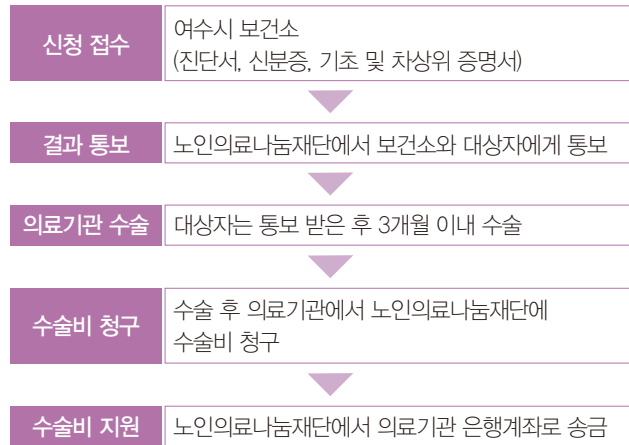 신청 접수
여수시 보건소
(진단서, 신분증, 기초 및 차상위 증명서)
결과 통보
노인의료나눔재단에서 보건소와 대상자에게 통보
의료기관 수술
대상자는 통보 받은 후 3개월 이내 수술
수술비 청구
수술 후 의료기관에서 노인의료나눔재단에
수술비 청구
수술비 지원
노인의료나눔재단에서 의료기관 은행계좌로 송금